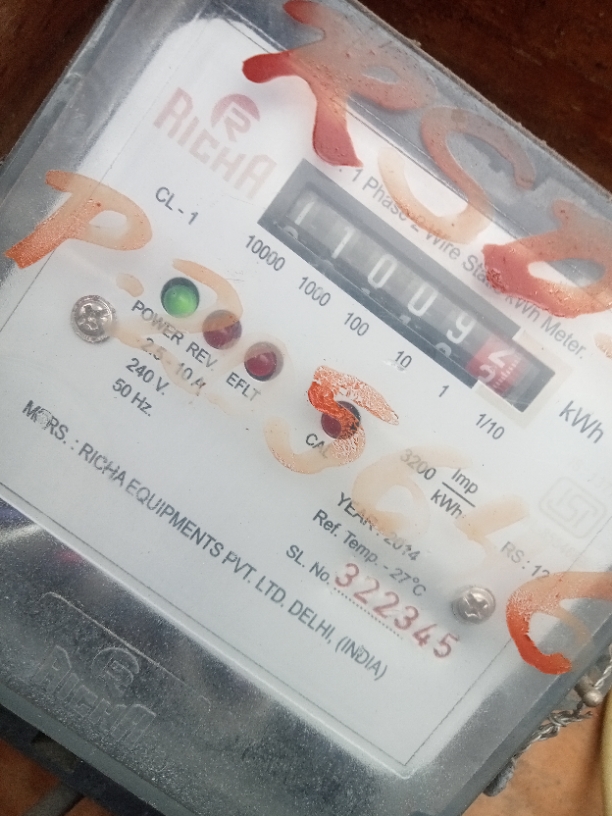 RICHA
1 Phase 2 Wire Static kWh Meter.
CL - 1
11009
10000 1000 100 10 1 1/10
kWh
POWER REV. EFLT
CAL
240 V.
50 Hz.
3200 Imp
kWh
YEAR: 2014
Ref. Temp. - 27°C
SL. No. 322345
MFRS. : RICHA EQUIPMENTS PVT. LTD. DELHI, (INDIA)
RICHA